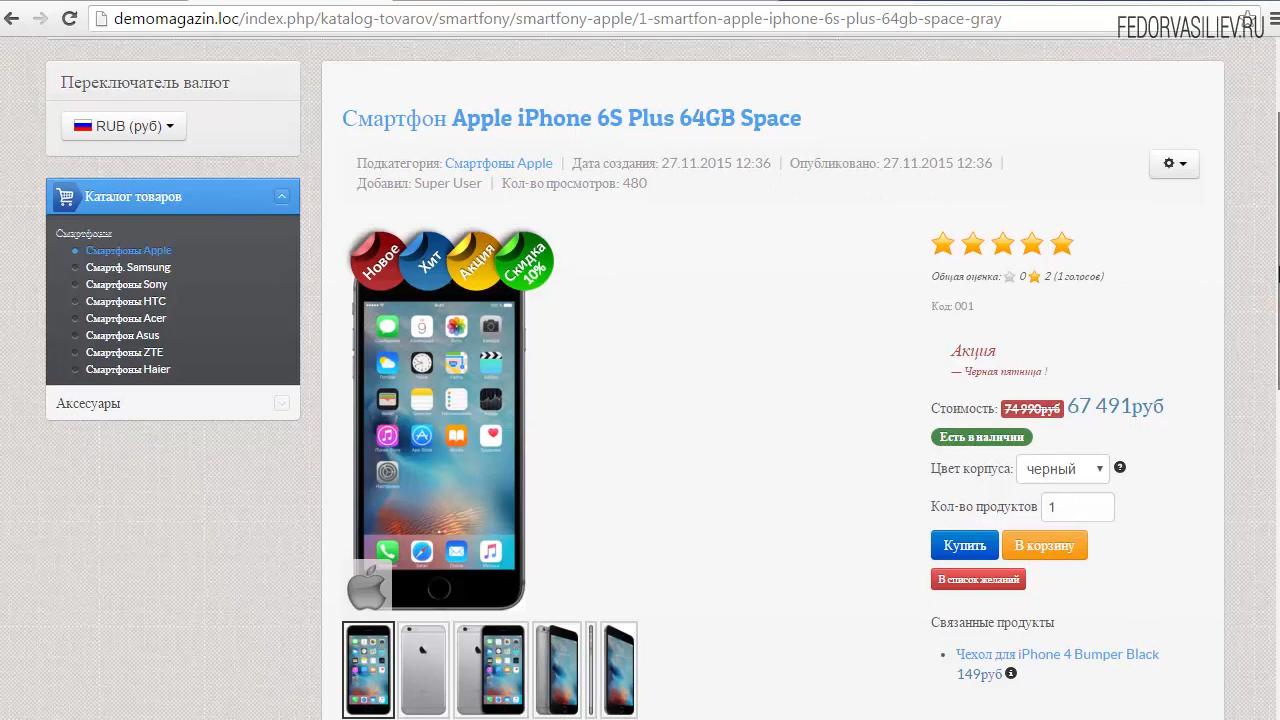 demomagazin.loc/index.php/katalog-tovarov/smartfony/smartfony-apple/1-smartfon-apple-iphone-6s-plus-64gb-space-gray
FEDORVASILIEV.RU
Переключатель валют
RUB (руб)
Каталог товаров
Смартфоны
Смартфоны Apple
Смартф. Samsung
Смартфоны Sony
Смартфоны HTC
Смартфоны Acer
Смартфон Asus
Смартфоны ZTE
Смартфоны Haier
Аксесуары
Смартфон Apple iPhone 6S Plus 64GB Space
Подкатегория: Смартфоны Apple | Дата создания: 27.11.2015 12:36 | Опубликовано: 27.11.2015 12:36 |
Добавил: Super User | Кол-во просмотров: 480
Новое
Хит
Акция
Скидка 10%
Общая оценка: 0 2 (1голосов)
Код: 001
Акция
— Черная пятница !
Стоимость: 74 990руб 67 491руб
Есть в наличии
Цвет корпуса: черный
Кол-во продуктов 1
Купить В корзину
В список желаний
Связанные продукты
Чехол для iPhone 4 Bumper Black
149руб